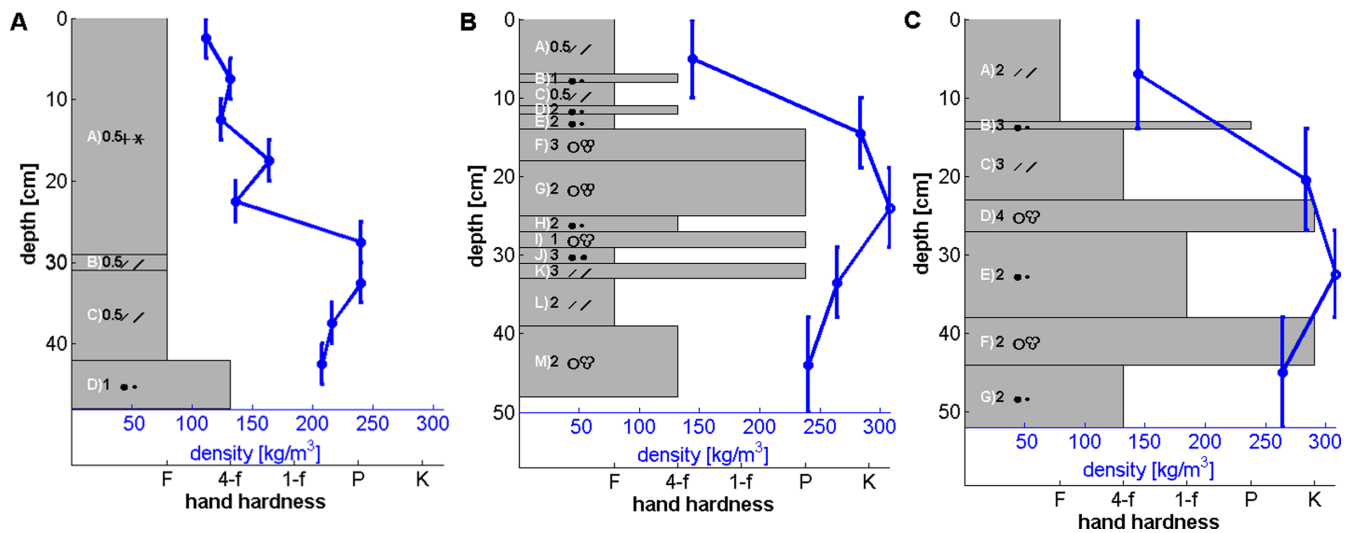 A
0
10
20
30
40
depth [cm]
A)0.5
B)0.5
C)0.5
D)1
50 100 150 200 250 300
density [kg/m³]
F 4-f 1-f P K
hand hardness
B
0
10
20
30
40
50
depth [cm]
A)0.5
B)1
C)0.5
D)2
E)2
F)3
G)2
H)2
I) 1
J)3
K)3
L)2
M)2
50 100 150 200 250 300
density [kg/m³]
F 4-f 1-f P K
hand hardness
C
0
10
20
30
40
50
depth [cm]
A)2
B)3
C)3
D)4
E)2
F)2
G)2
50 100 150 200 250 300
density [kg/m³]
F 4-f 1-f P K
hand hardness